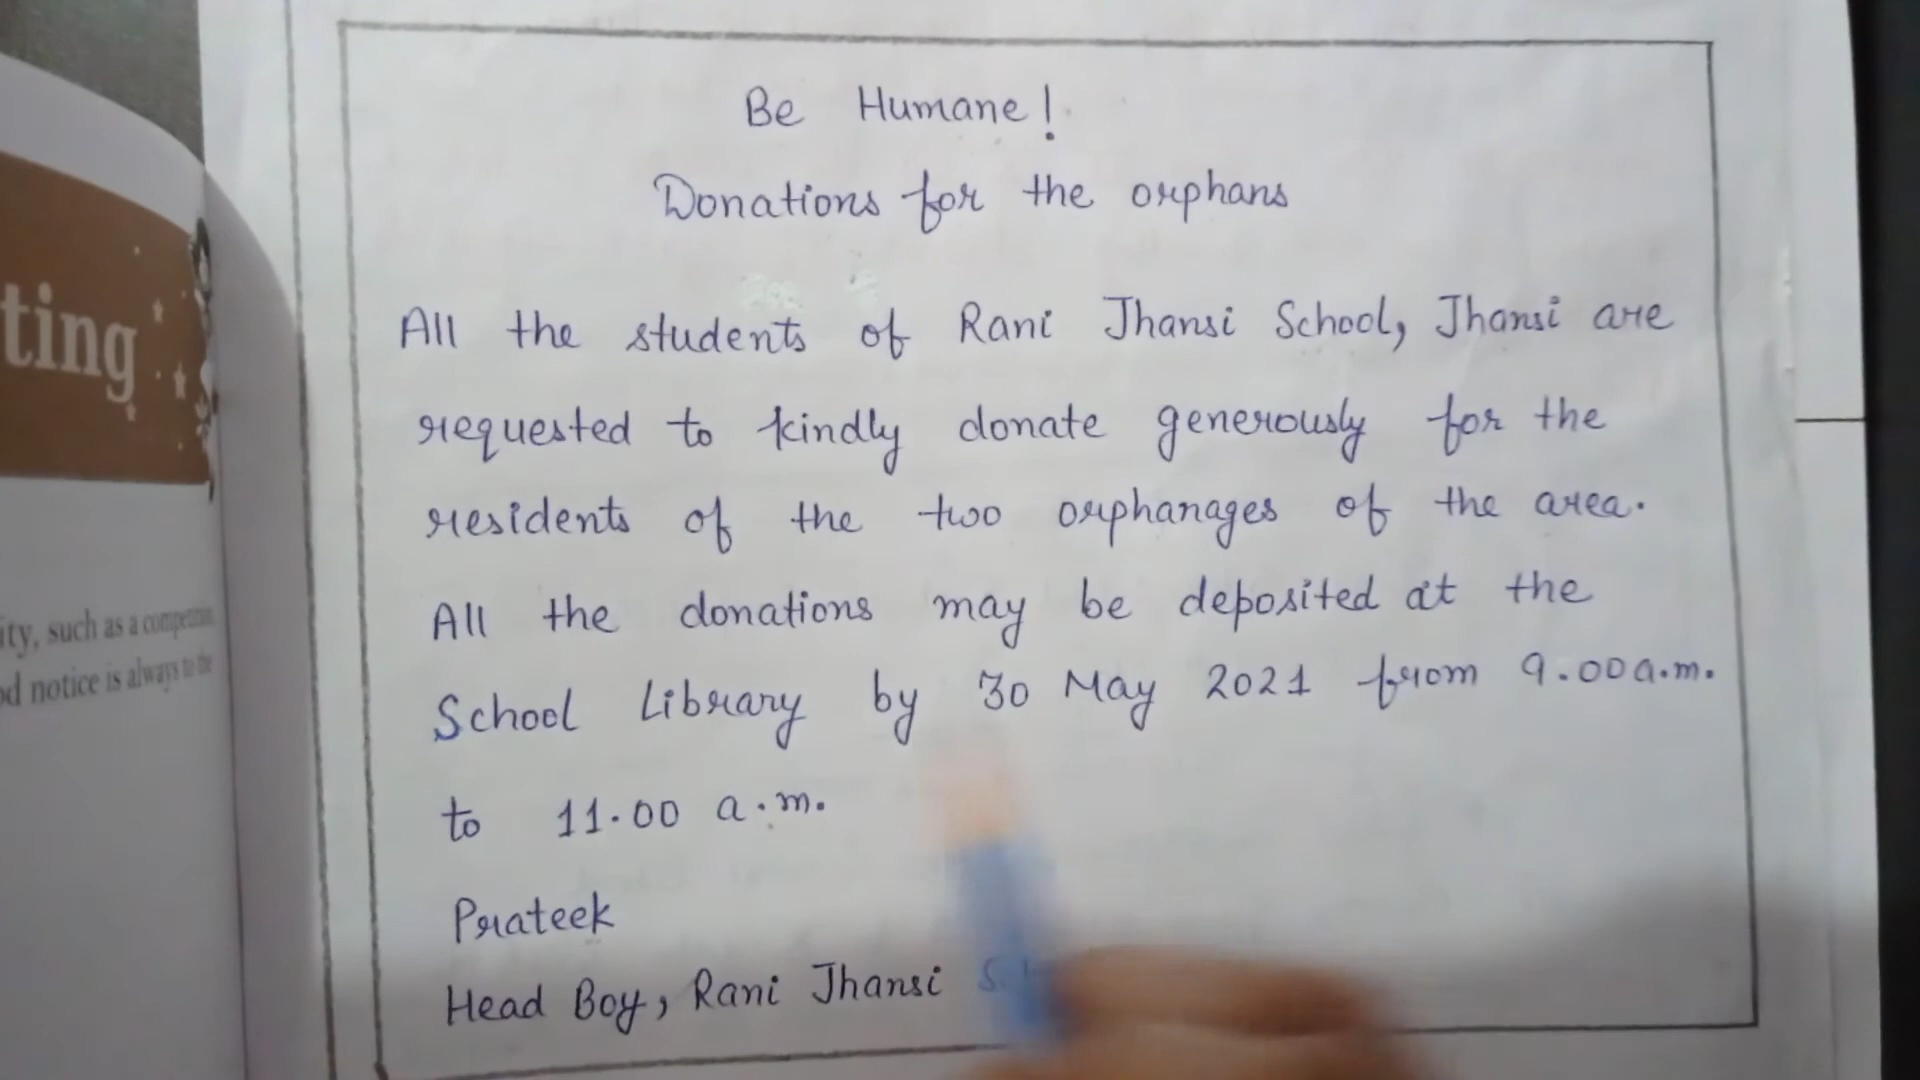 ting
ity, such as a
od notice is always to the
Be Humane!
Donations for the orphans
All the students of Rani Jhansi School, Jhansi are
requested to kindly donate generously for the
residents of the two orphanages of the area.
All the donations may be deposited at the
School Library by 30 May 2021 from 9.00 a.m.
to 11.00 a.m.
Prateek
Head Boy, Rani Jhansi